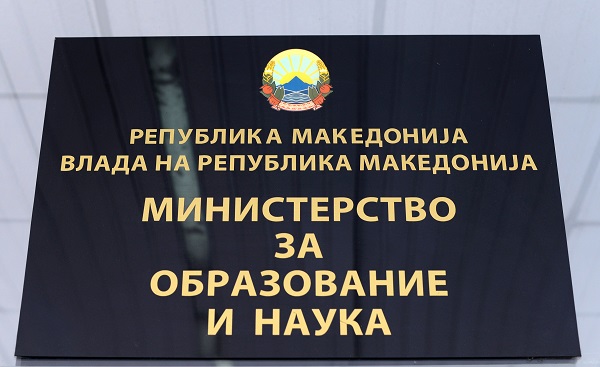 РЕПУБЛИКА МАКЕДОНИЈА
ВЛАДА НА РЕПУБЛИКА МАКЕДОНИЈА
МИНИСТЕРСТВО
ЗА
ОБРАЗОВАНИЕ
И НАУКА